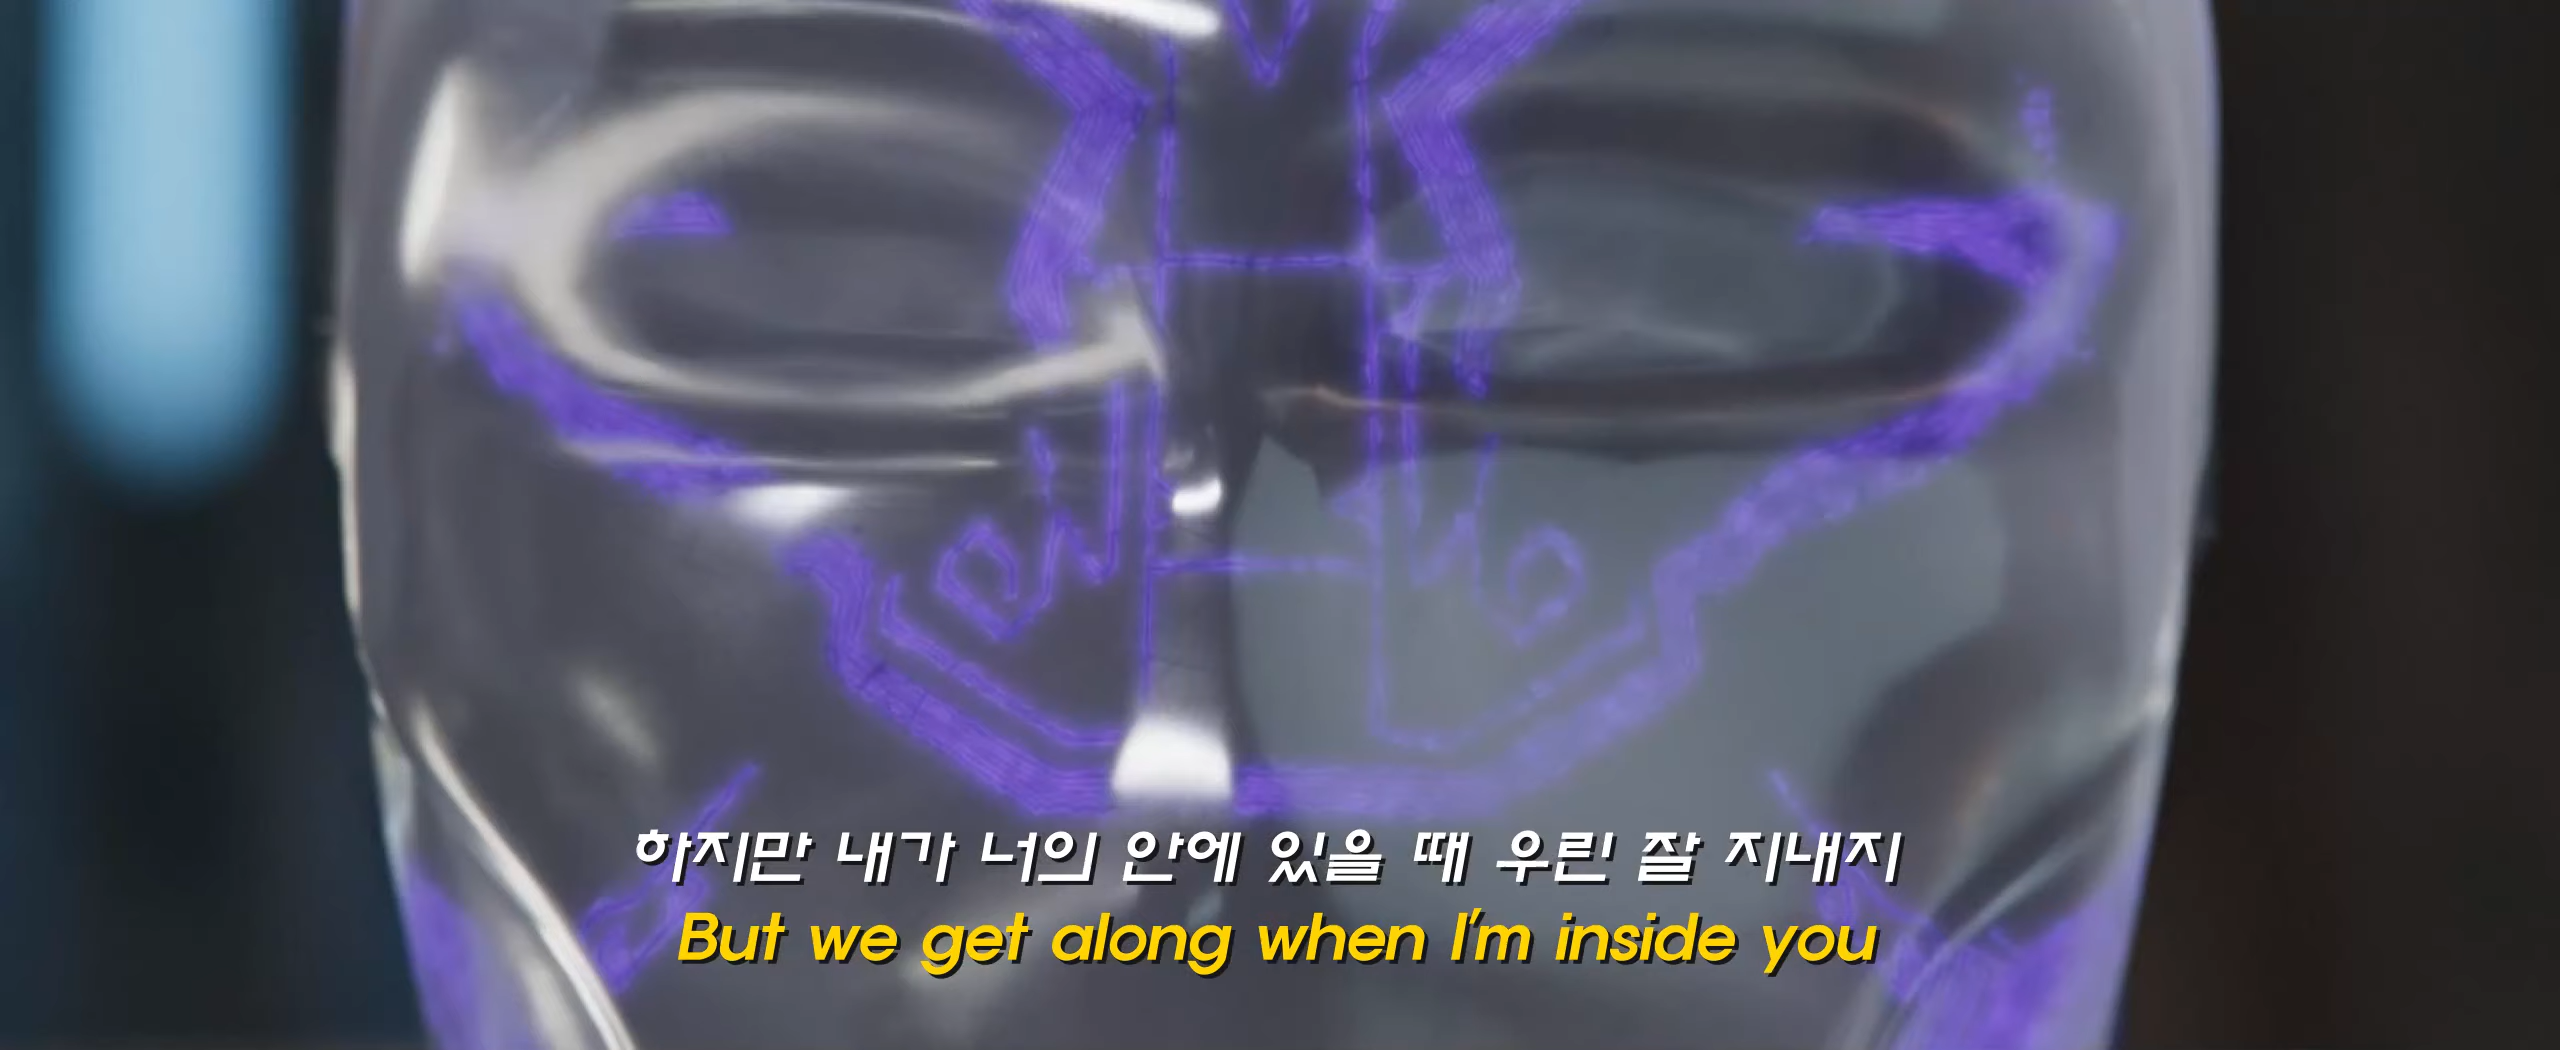 하지만 내가 너의 안에 있을 때 우린 잘 지내지
But we get along when I'm inside you